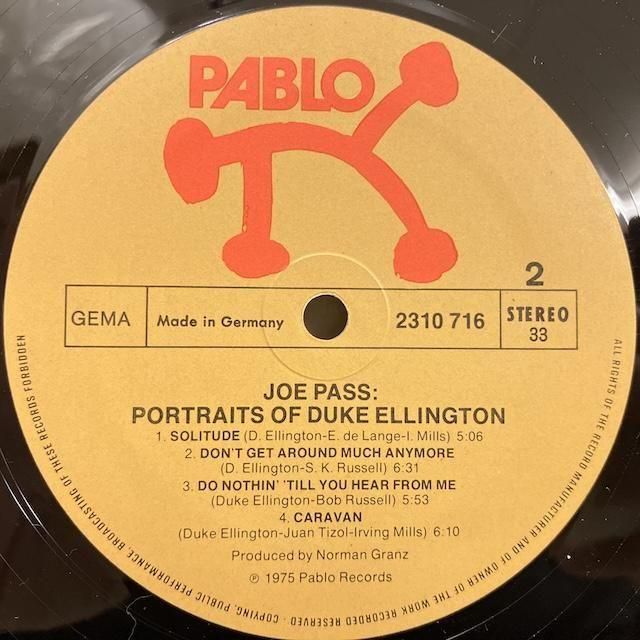 PABLO
2
GEMA
Made in Germany
2310 716
STEREO
33
JOE PASS:
PORTRAITS OF DUKE ELLINGTON
1. SOLITUDE (D. Ellington-E. de Lange-I. Mills) 5:06
2. DON'T GET AROUND MUCH ANYMORE
(D. Ellington-S. K. Russell) 6:31
3. DO NOTHIN' 'TILL YOU HEAR FROM ME
(Duke Ellington-Bob Russell) 5:53
4. CARAVAN
(Duke Ellington-Juan Tizol-Irving Mills) 6:10
Produced by Norman Granz
℗ 1975 Pablo Records
ALL RIGHTS OF THE RECORD MANUFACTURER AND OF OWNER OF THE WORK RECORDED RESERVED · COPYING, PUBLIC PERFORMANCE, BROADCASTING OF THESE RECORDS FORBIDDEN